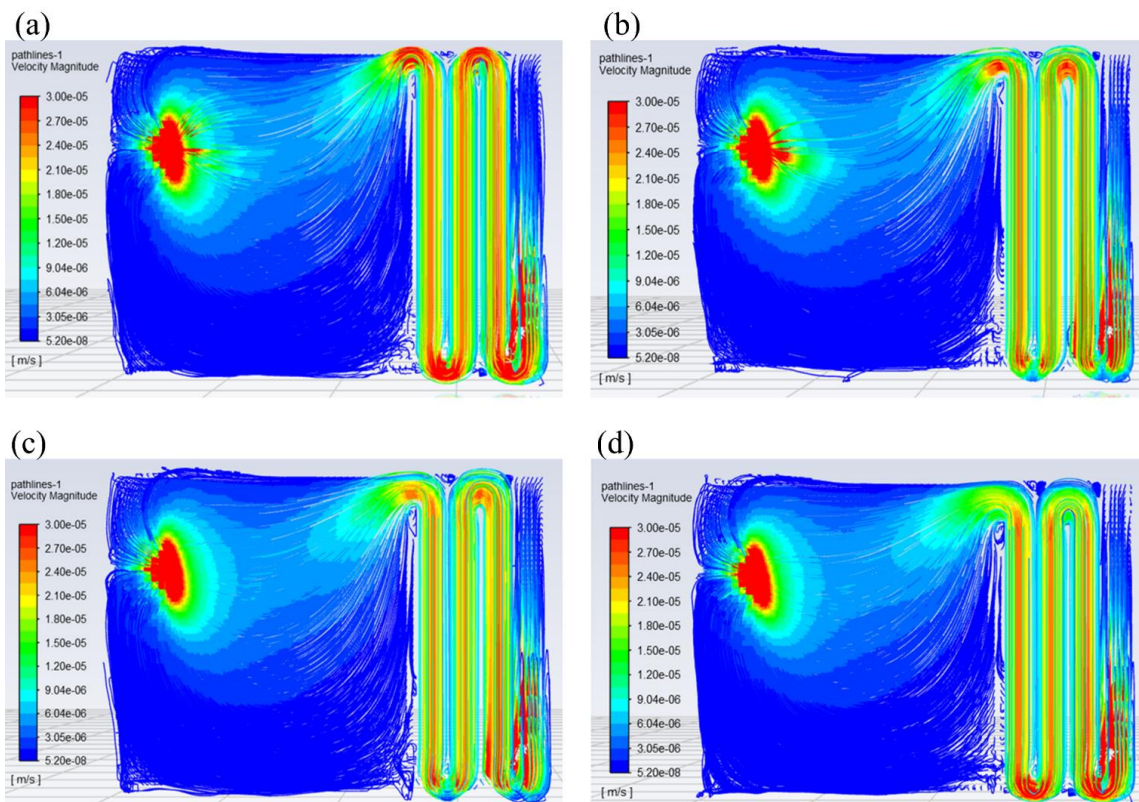 (a)
pathlines-1
Velocity Magnitude
3.00e-05
2.70e-05
2.40e-05
2.10e-05
1.80e-05
1.50e-05
1.20e-05
9.04e-06
6.04e-06
3.05e-06
5.20e-08
[ m/s ]
(b)
pathlines-1
Velocity Magnitude
3.00e-05
2.70e-05
2.40e-05
2.10e-05
1.80e-05
1.50e-05
1.20e-05
9.04e-06
6.04e-06
3.05e-06
5.20e-08
[ m/s ]
(c)
pathlines-1
Velocity Magnitude
3.00e-05
2.70e-05
2.40e-05
2.10e-05
1.80e-05
1.50e-05
1.20e-05
9.04e-06
6.04e-06
3.05e-06
5.20e-08
[ m/s ]
(d)
pathlines-1
Velocity Magnitude
3.00e-05
2.70e-05
2.40e-05
2.10e-05
1.80e-05
1.50e-05
1.20e-05
9.04e-06
6.04e-06
3.05e-06
5.20e-08
[ m/s ]